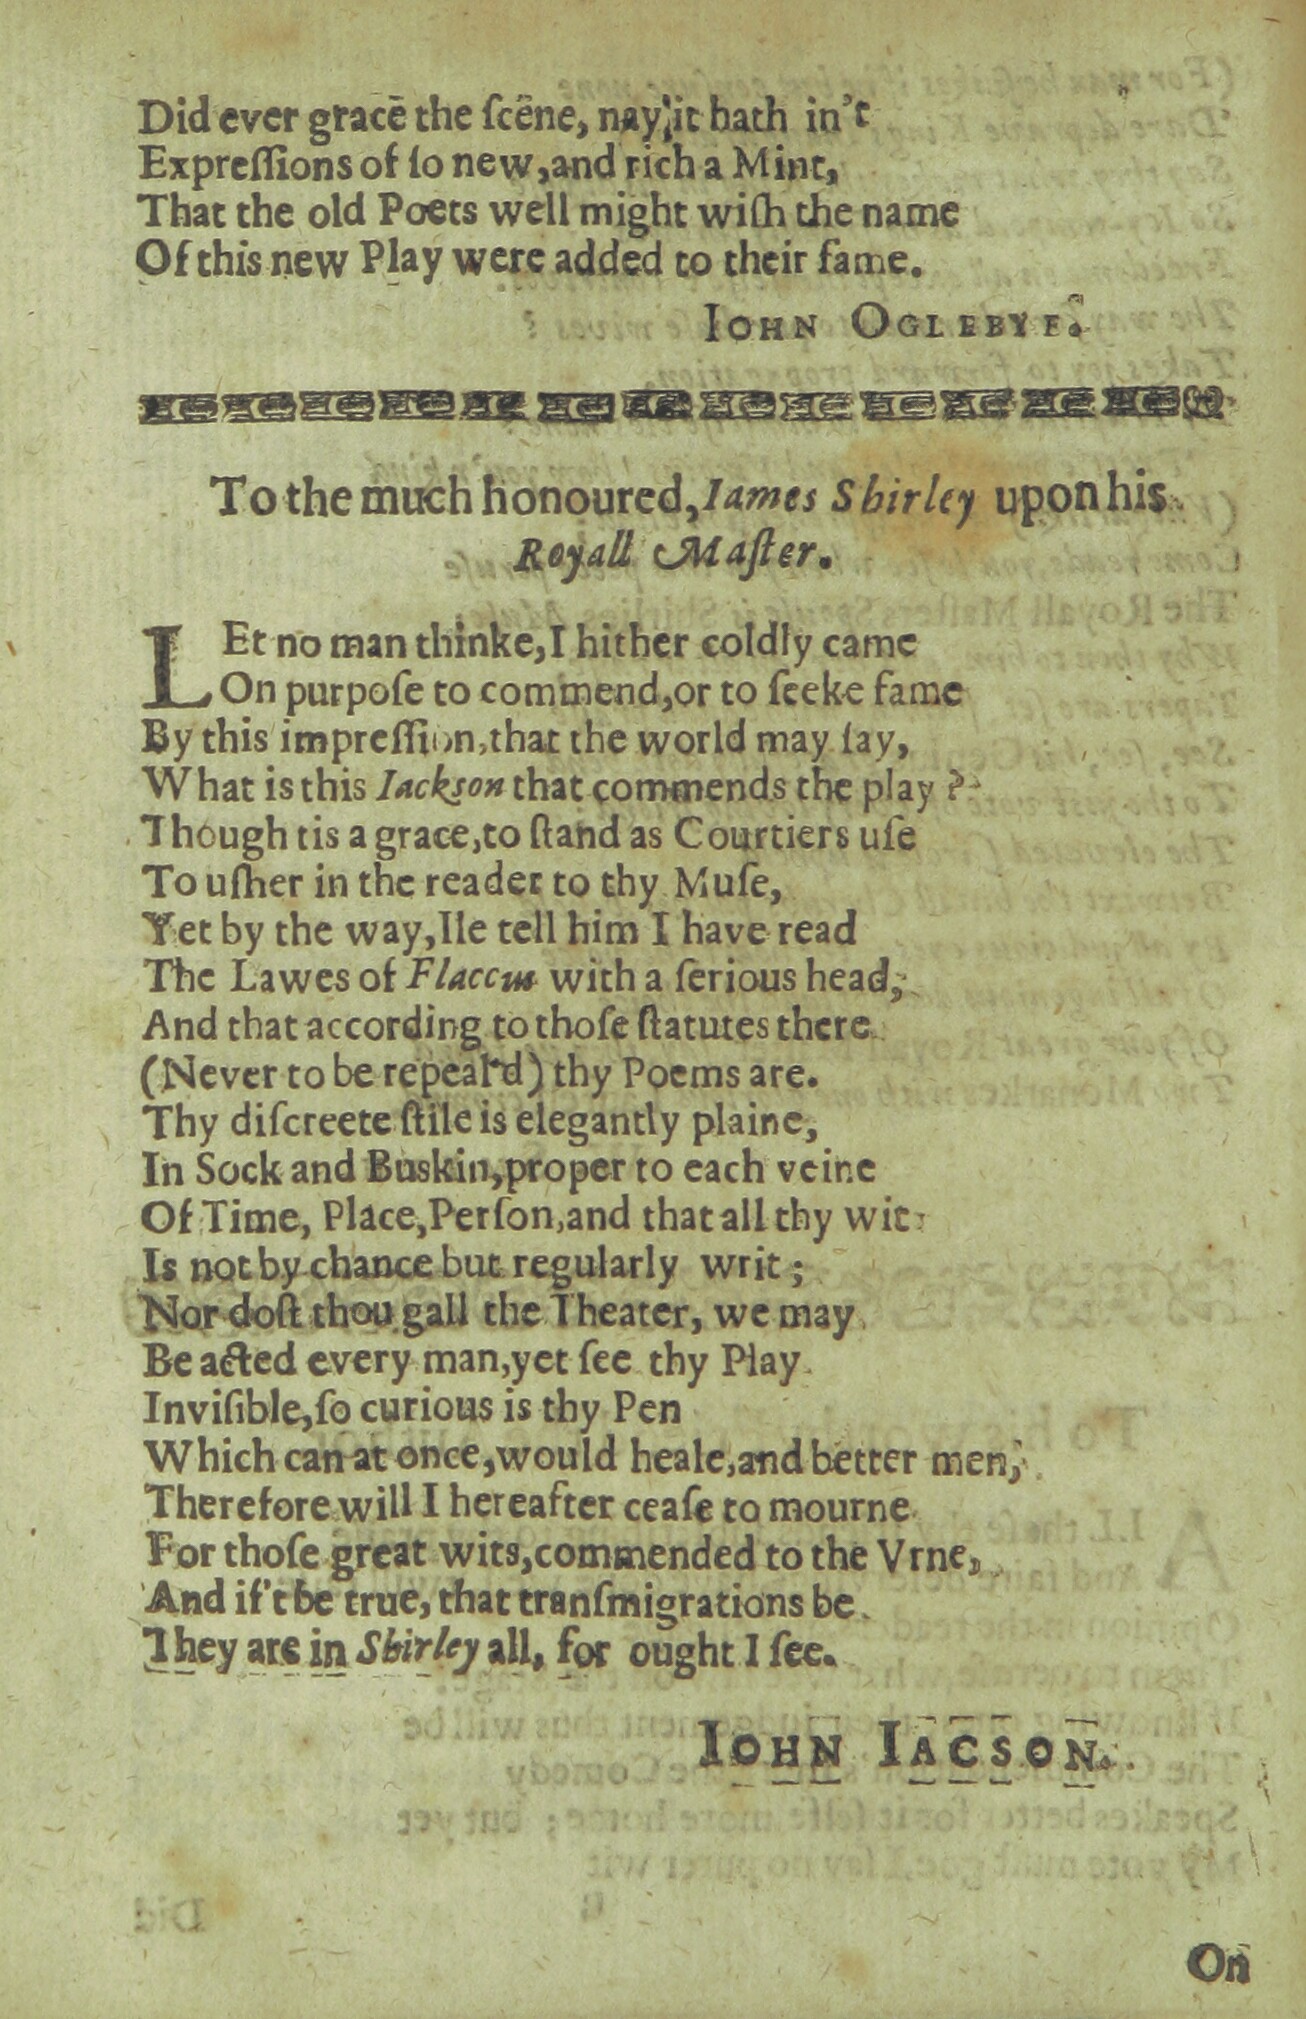 Did ever grace the ſcene, nay, it hath in't
Expreſſions of ſo new, and rich a Mint,
That the old Poets well might wiſh the name
Of this new Play were added to their fame.
IOHN OGLEBYE.
To the much honoured, Iames Shirley upon his
Royall Maſter.
LEt no man thinke, I hither coldly came
On purpoſe to commend, or to ſeeke fame
By this impreſſion, that the world may ſay,
What is this Iackson that commends the play?
Though tis a grace, to ſtand as Courtiers uſe
To uſher in the reader to thy Muſe,
Yet by the way, Ile tell him I have read
The Lawes of Flaccus with a ſerious head,
And that according to thoſe ſtatutes there
(Never to be repeal'd) thy Poems are.
Thy diſcreete ſtile is elegantly plaine,
In Sock and Buskin, proper to each veine
Of Time, Place, Perſon, and that all thy wit
Is not by chance but regularly writ;
Nor doſt thou gall the Theater, we may
Be acted every man, yet ſee thy Play
Inviſible, ſo curious is thy Pen
Which can at once, would heale, and better men,
Therefore will I hereafter ceaſe to mourne
For thoſe great wits, commended to the Vrne,
And if't be true, that tranſmigrations be
They are in Shirley all, for ought I ſee.
IOHN IACSON.
On